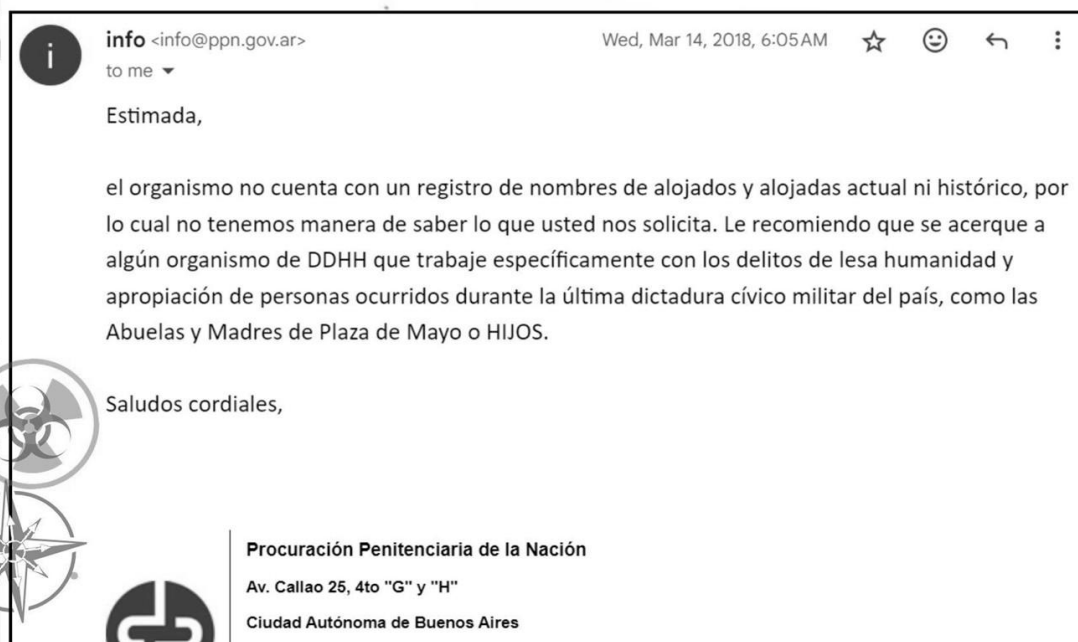 i
info <info@ppn.gov.ar>
Wed, Mar 14, 2018, 6:05 AM
to me
Estimada,
el organismo no cuenta con un registro de nombres de alojados y alojadas actual ni histórico, por
lo cual no tenemos manera de saber lo que usted nos solicita. Le recomiendo que se acerque a
algún organismo de DDHH que trabaje específicamente con los delitos de lesa humanidad y
apropiación de personas ocurridos durante la última dictadura cívico militar del país, como las
Abuelas y Madres de Plaza de Mayo o HIJOS.
Saludos cordiales,
Procuración Penitenciaria de la Nación
Av. Callao 25, 4to "G" y "H"
Ciudad Autónoma de Buenos Aires